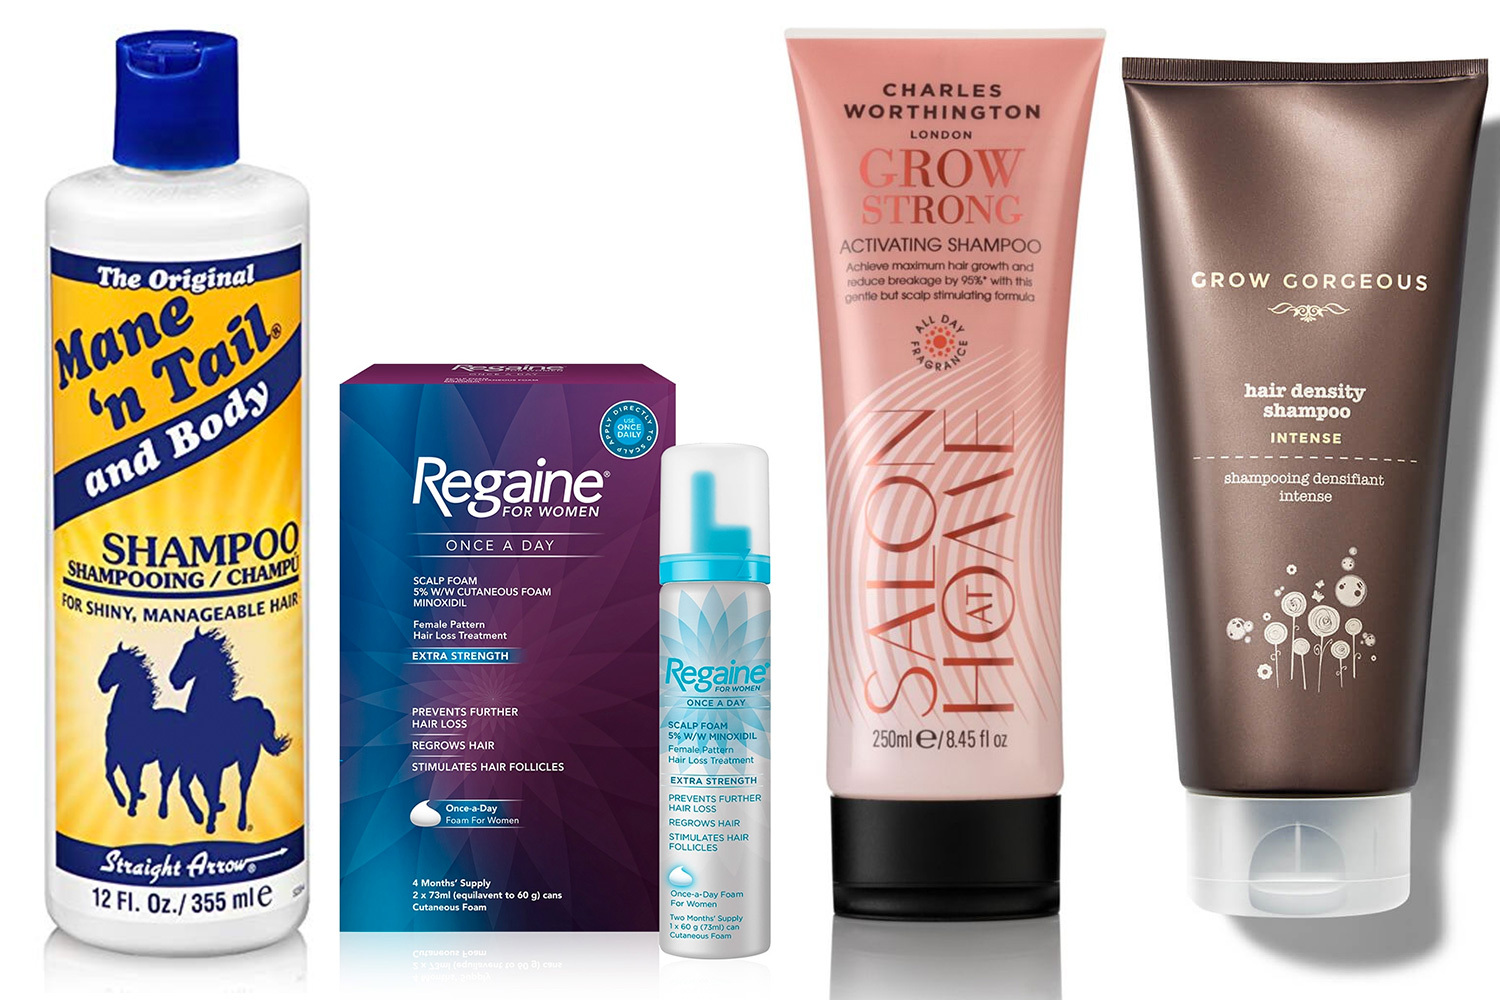 The Original
Mane
'n Tail®
and Body
SHAMPOO
SHAMPOOING / CHAMPÚ
FOR SHINY, MANAGEABLE HAIR
Straight Arrow®
12 Fl. Oz./ 355 ml e
Regaine
ONCE A DAY
APPLY DIRECTLY TO SCALP
USE
ONCE
DAILY
Regaine®
FOR WOMEN
ONCE A DAY
SCALP FOAM
5% W/W CUTANEOUS FOAM
MINOXIDIL
Female Pattern
Hair Loss Treatment
EXTRA STRENGTH
PREVENTS FURTHER
HAIR LOSS
REGROWS HAIR
STIMULATES HAIR FOLLICLES
Once-a-Day
Foam For Women
4 Months' Supply
2 x 73ml (equilavent to 60 g) cans
Cutaneous Foam
Regaine®
FOR WOMEN
ONCE A DAY
SCALP FOAM
5% W/W MINOXIDIL
Female Pattern
Hair Loss Treatment
EXTRA STRENGTH
PREVENTS FURTHER
HAIR LOSS
REGROWS HAIR
STIMULATES HAIR
FOLLICLES
Once-a-Day Foam
For Women
Two Months' Supply
1 x 60 g (73ml) can
Cutaneous Foam
CHARLES
WORTHINGTON
LONDON
GROW
STRONG
ACTIVATING SHAMPOO
Achieve maximum hair growth and
reduce breakage by 95%* with this
gentle but scalp stimulating formula
ALL DAY
FRAGRANCE
SALON
AT
HOME
250ml e/8.45 fl oz
GROW GORGEOUS
hair density
shampoo
INTENSE
shampooing densifiant
intense